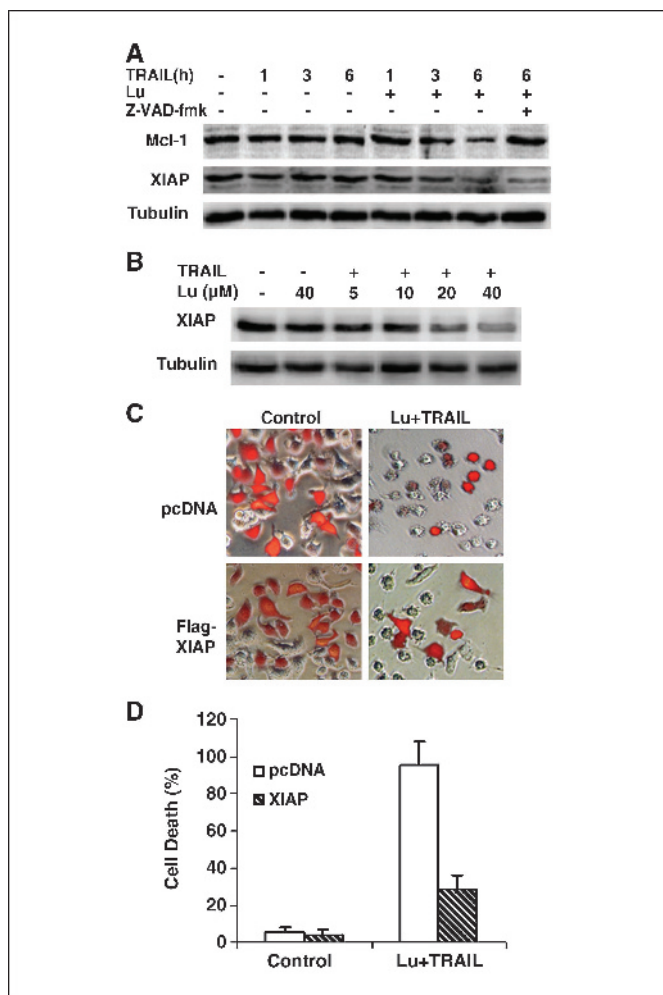 A
TRAIL(h) - 1 3 6 1 3 6 6
Lu - - - - + + + +
Z-VAD-fmk - - - - - - - +
Mcl-1
XIAP
Tubulin
B
TRAIL - - + + + +
Lu (μM) - 40 5 10 20 40
XIAP
Tubulin
C
Control Lu+TRAIL
pcDNA
Flag-
XIAP
D
120
100
80
60
40
20
0
Cell Death (%)
pcDNA
XIAP
Control Lu+TRAIL